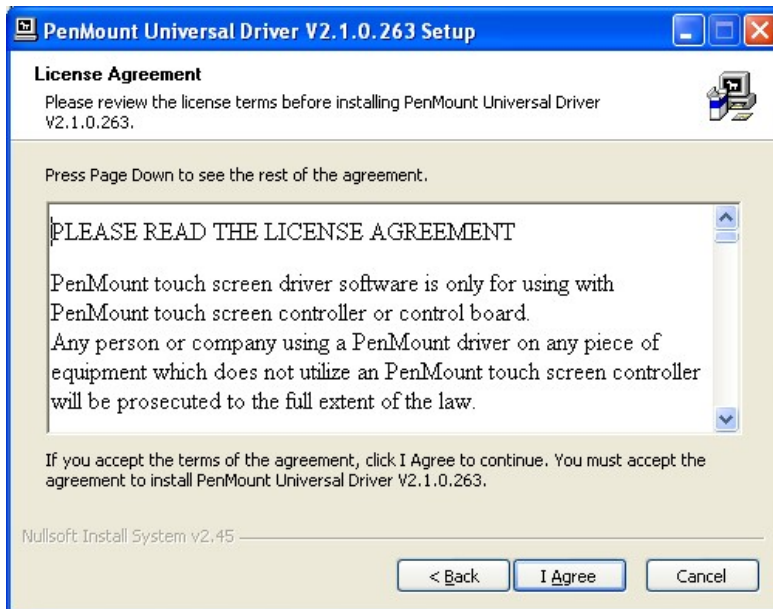 PenMount Universal Driver V2.1.0.263 Setup
License Agreement
Please review the license terms before installing PenMount Universal Driver
V2.1.0.263.
Press Page Down to see the rest of the agreement.
PLEASE READ THE LICENSE AGREEMENT
PenMount touch screen driver software is only for using with
PenMount touch screen controller or control board.
Any person or company using a PenMount driver on any piece of
equipment which does not utilize an PenMount touch screen controller
will be prosecuted to the full extent of the law.
If you accept the terms of the agreement, click I Agree to continue. You must accept the
agreement to install PenMount Universal Driver V2.1.0.263.
Nullsoft Install System v2.45
< Back I Agree Cancel